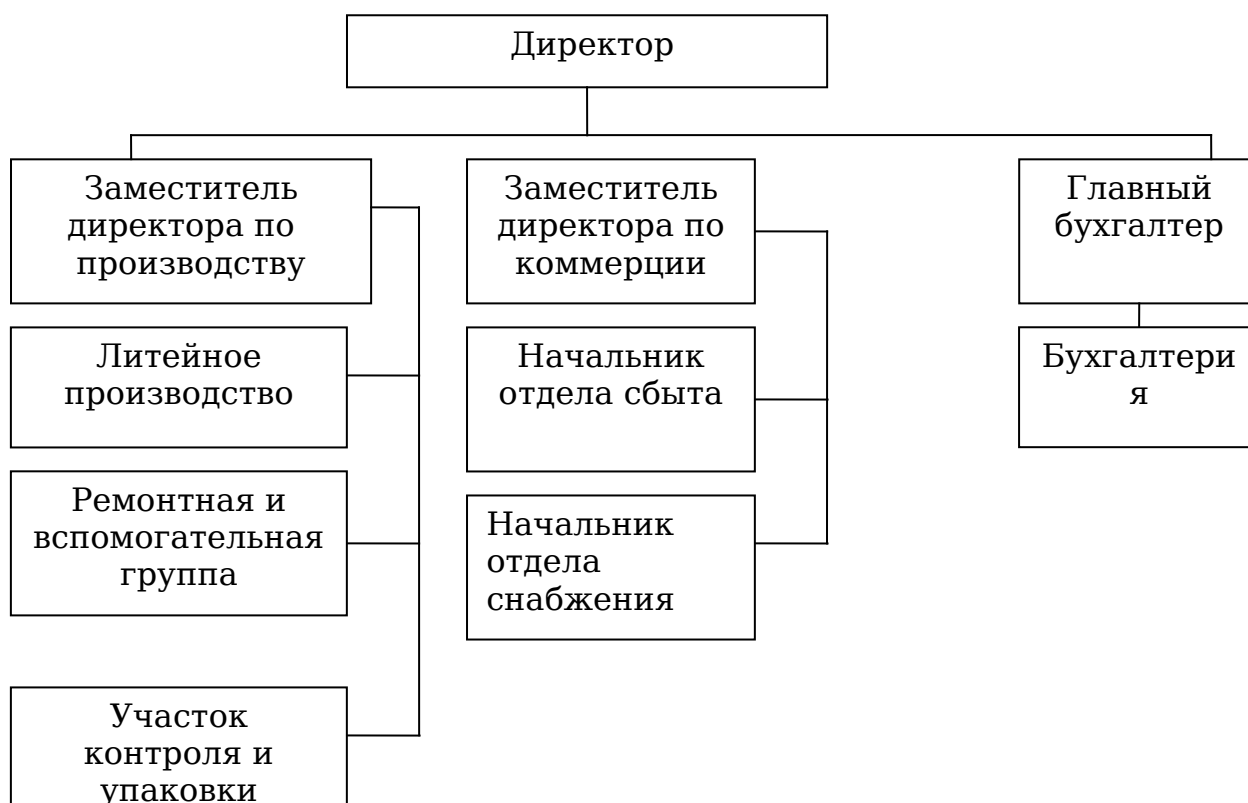 Директор
Заместитель
директора по
производству
Заместитель
директора по
коммерции
Главный
бухгалтер
Литейное
производство
Начальник
отдела сбыта
Бухгалтери
я
Ремонтная и
вспомогательная
группа
Начальник
отдела
снабжения
Участок
контроля и
упаковки